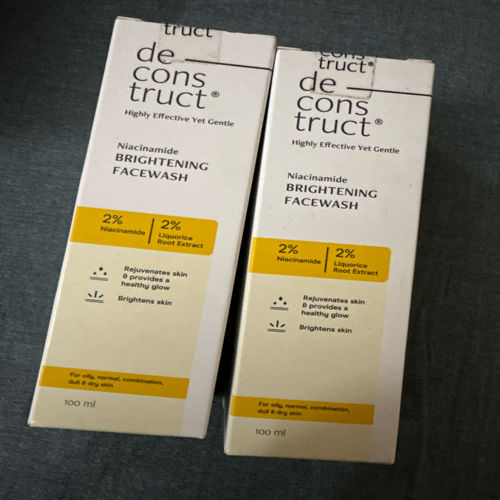 truct
de
cons
truct®
Highly Effective Yet Gentle
Niacinamide
BRIGHTENING
FACEWASH
2%
Niacinamide
2%
Liquorice
Root Extract
Rejuvenates skin
& provides a
healthy glow
Brightens skin
For oily, normal, combination,
dull & dry skin
100 ml
cons
truct®
de
cons
truct®
Highly Effective Yet Gentle
Niacinamide
BRIGHTENING
FACEWASH
2%
Niacinamide
2%
Liquorice
Root Extract
Rejuvenates skin
& provides a
healthy glow
Brightens skin
For oily, normal, combination,
dull & dry skin
100 ml